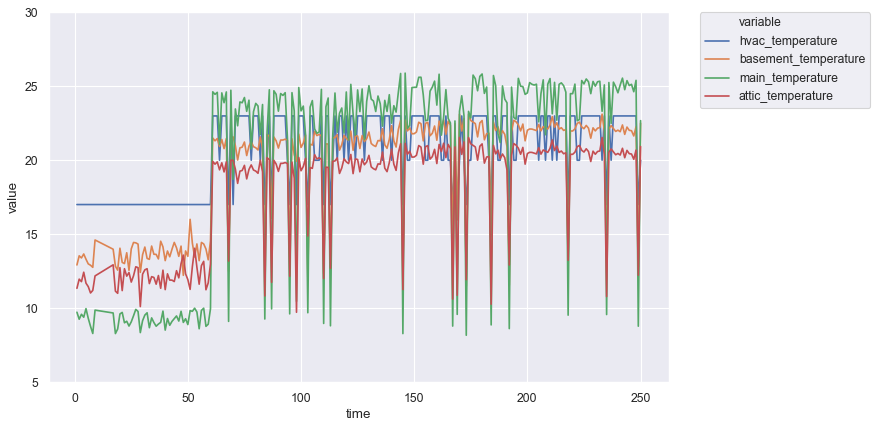 30
25
20
15
10
5
value
0
50
100
150
200
250
time
variable
hvac_temperature
basement_temperature
main_temperature
attic_temperature